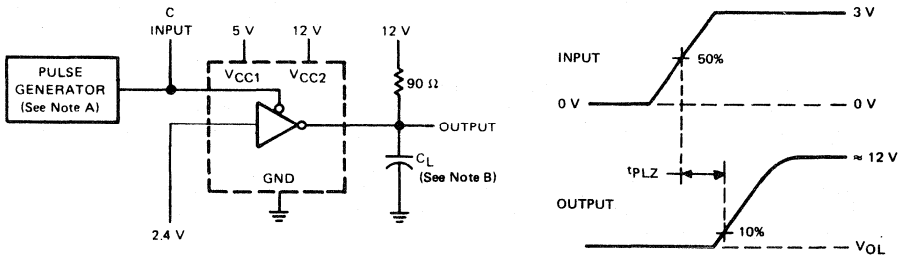 C
INPUT
5 V
12 V
12 V
PULSE
GENERATOR
(See Note A)
VCC1
VCC2
90 Ω
OUTPUT
CL
(See Note B)
GND
2.4 V
3 V
INPUT
50%
0 V
0 V
≈ 12 V
tPLZ
OUTPUT
10%
VOL